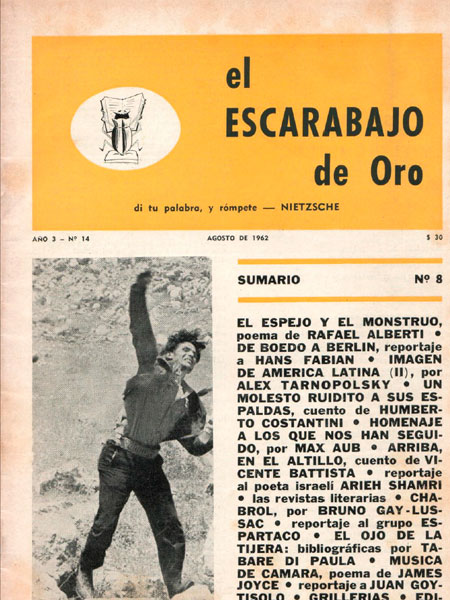 el
ESCARABAJO
de Oro
di tu palabra, y rómpete — NIETZSCHE
AÑO 3 – Nº 14 AGOSTO DE 1962 $ 30
SUMARIO Nº 8
EL ESPEJO Y EL MONSTRUO,
poema de RAFAEL ALBERTI •
DE BOEDO A BERLIN, reportaje
a HANS FABIAN • IMAGEN
DE AMERICA LATINA (II), por
ALEX TARNOPOLSKY • UN
MOLESTO RUIDITO A SUS ES-
PALDAS, cuento de HUMBER-
TO COSTANTINI • HOMENAJE
A LOS QUE NOS HAN SEGUI-
DO, por MAX AUB • ARRIBA,
EN EL ALTILLO, cuento de VI-
CENTE BATTISTA • reportaje
al poeta israelí ARIEH SHAMRI
• las revistas literarias • CHA-
BROL, por BRUNO GAY-LUS-
SAC • reportaje al grupo ES-
PARTACO • EL OJO DE LA
TIJERA: bibliográficas por TA-
BARE DI PAULA • MUSICA
DE CAMARA, poema de JAMES
JOYCE • reportaje a JUAN GOY-
TISOLO • GRILLERIAS • EDI-